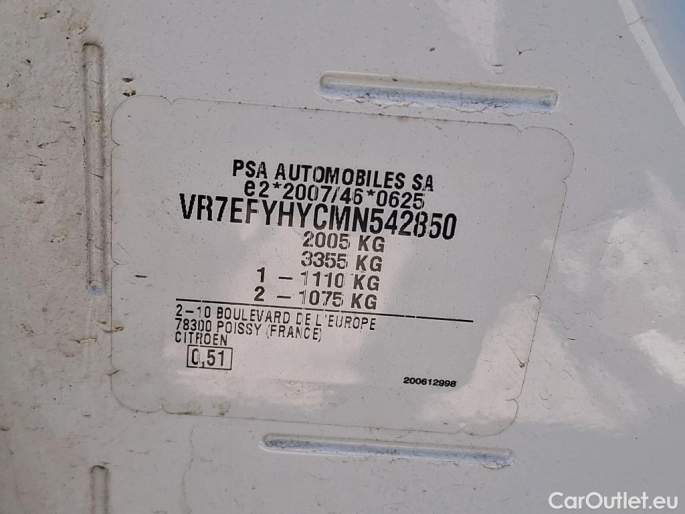 PSA AUTOMOBILES SA
e2*2007/46*0625
VR7EFYHYCMN542850
2005 KG
3355 KG
1 - 1110 KG
2 - 1075 KG
2-10 BOULEVARD DE L'EUROPE
78300 POISSY (FRANCE)
CITROEN
0,51
200612998
CarOutlet.eu